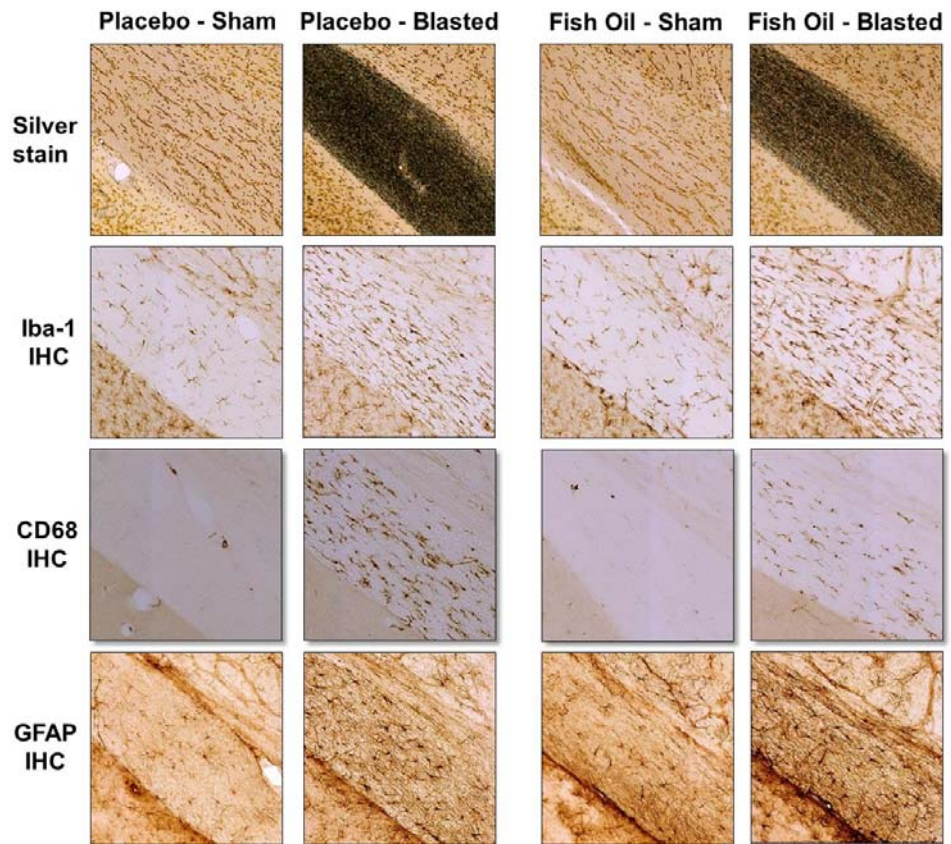 Placebo - Sham
Placebo - Blasted
Fish Oil - Sham
Fish Oil - Blasted
Silver
stain
Iba-1
IHC
CD68
IHC
GFAP
IHC